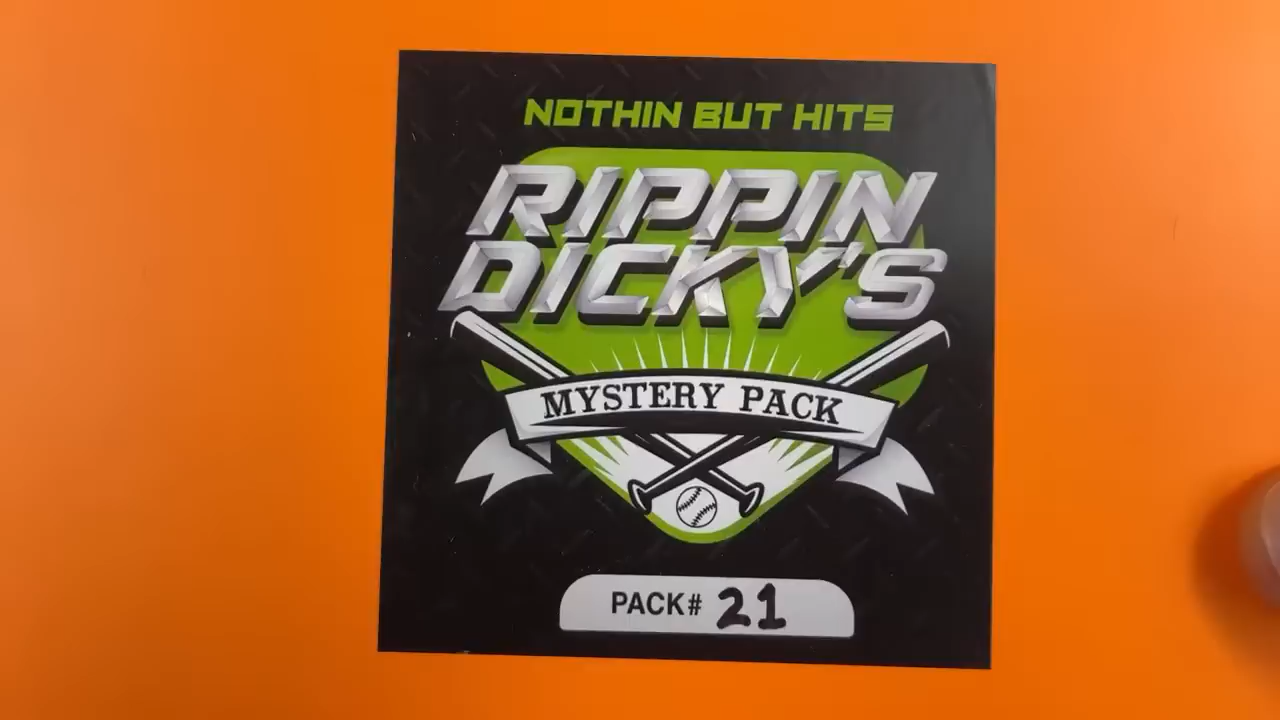 NOTHIN BUT HITS
RIPPIN
DICKY'S
MYSTERY PACK
PACK# 21